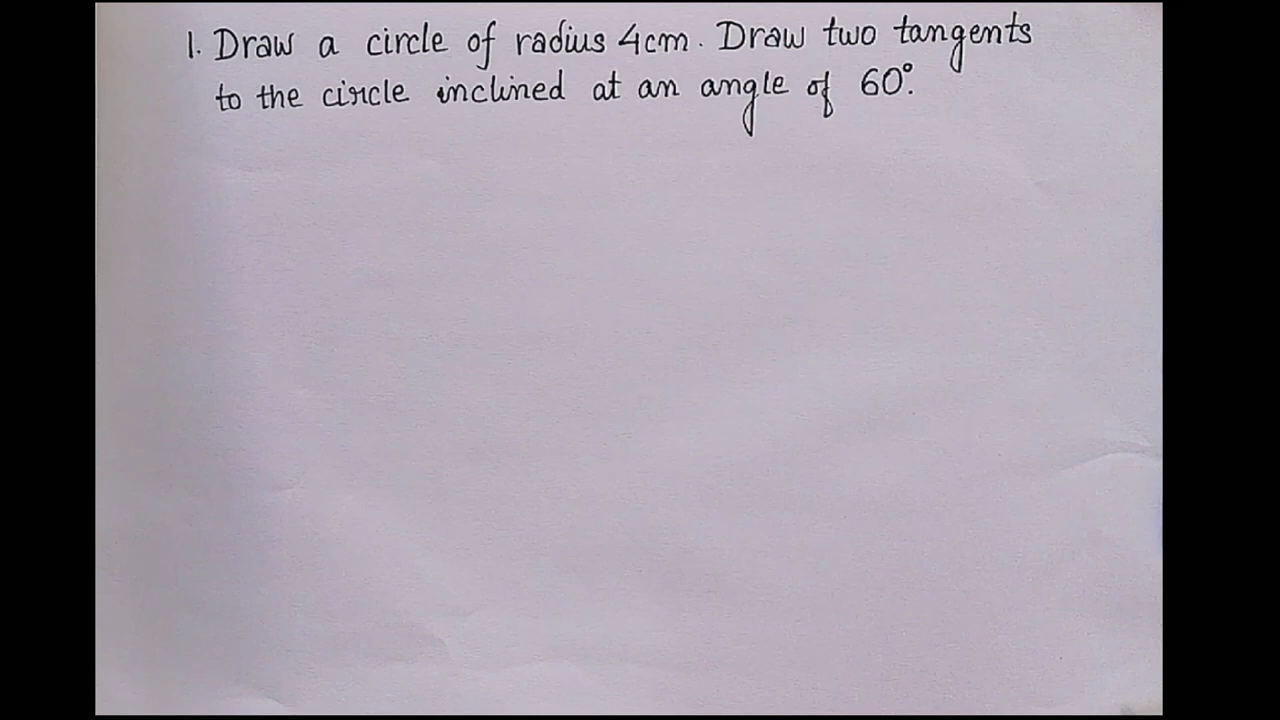 1. Draw a circle of radius 4cm. Draw two tangents
to the circle inclined at an angle of 60°.